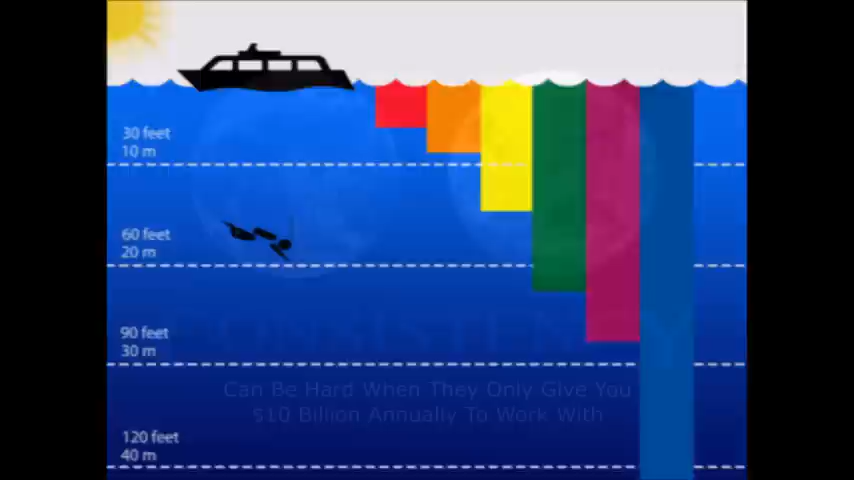 30 feet
10 m
60 feet
20 m
90 feet
30 m
Can Be Hard When They Only Give You
$10 Billion Annually To Work With
120 feet
40 m